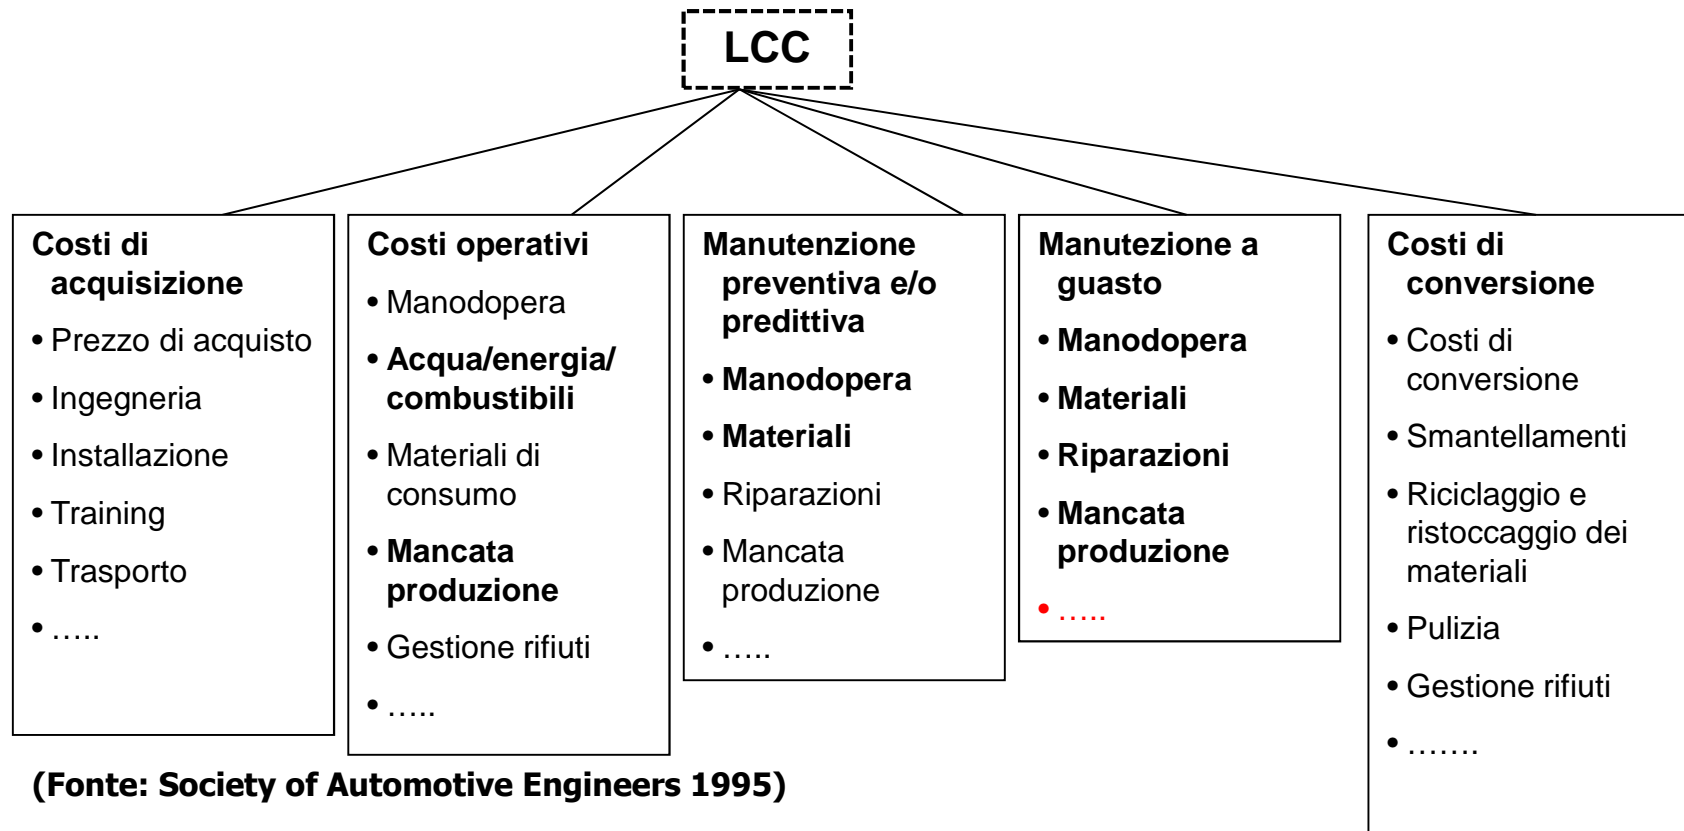 LCC
Costi di
acquisizione
• Prezzo di acquisto
• Ingegneria
• Installazione
• Training
• Trasporto
• …..
Costi operativi
• Manodopera
• Acqua/energia/
combustibili
• Materiali di
consumo
• Mancata
produzione
• Gestione rifiuti
• …..
Manutenzione
preventiva e/o
predittiva
• Manodopera
• Materiali
• Riparazioni
• Mancata
produzione
• …..
Manutezione a
guasto
• Manodopera
• Materiali
• Riparazioni
• Mancata
produzione
• …..
Costi di
conversione
• Costi di
conversione
• Smantellamenti
• Riciclaggio e
ristoccaggio dei
materiali
• Pulizia
• Gestione rifiuti
• …….
(Fonte: Society of Automotive Engineers 1995)